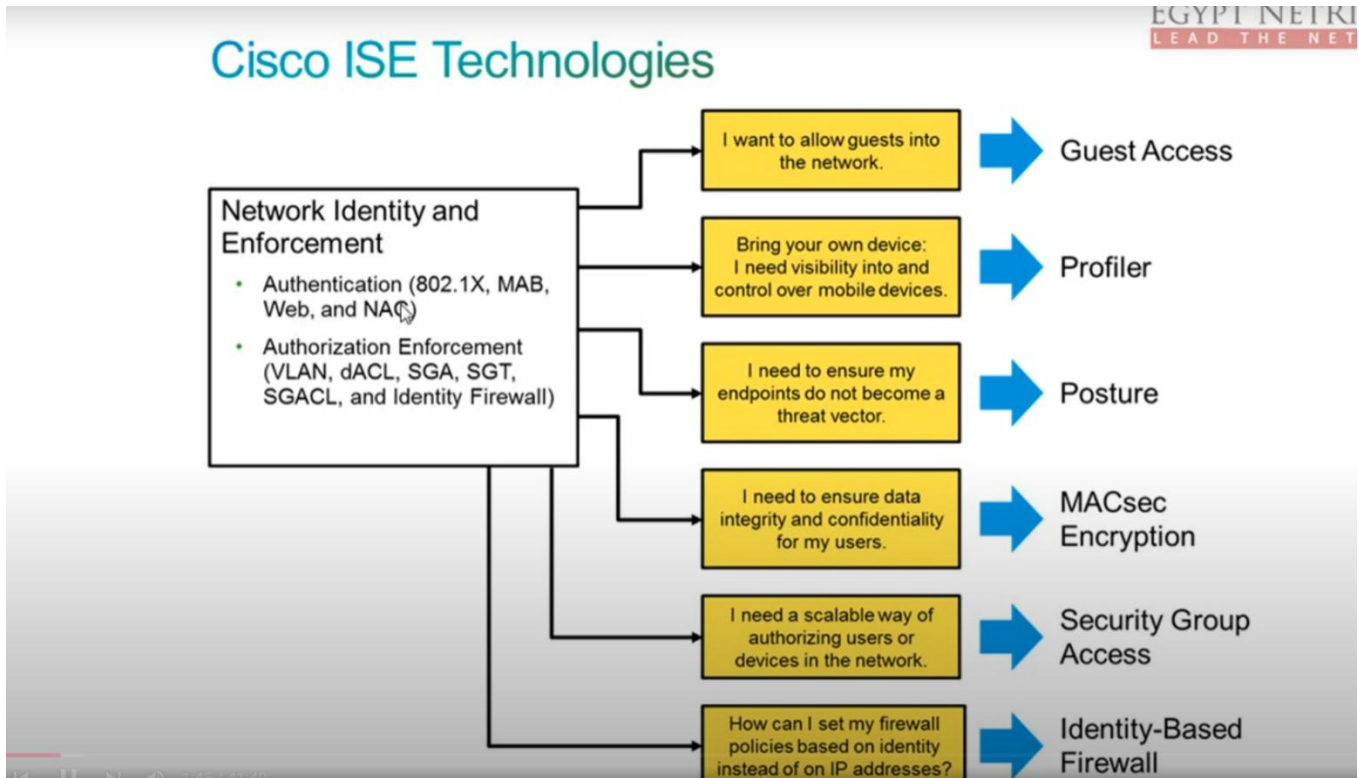 EGYPT NETRI
LEAD THE NET
Cisco ISE Technologies
Network Identity and
Enforcement
• Authentication (802.1X, MAB,
Web, and NAC)
• Authorization Enforcement
(VLAN, dACL, SGA, SGT,
SGACL, and Identity Firewall)
I want to allow guests into
the network.
Guest Access
Bring your own device:
I need visibility into and
control over mobile devices.
Profiler
I need to ensure my
endpoints do not become a
threat vector.
Posture
I need to ensure data
integrity and confidentiality
for my users.
MACsec
Encryption
I need a scalable way of
authorizing users or
devices in the network.
Security Group
Access
How can I set my firewall
policies based on identity
instead of on IP addresses?
Identity-Based
Firewall